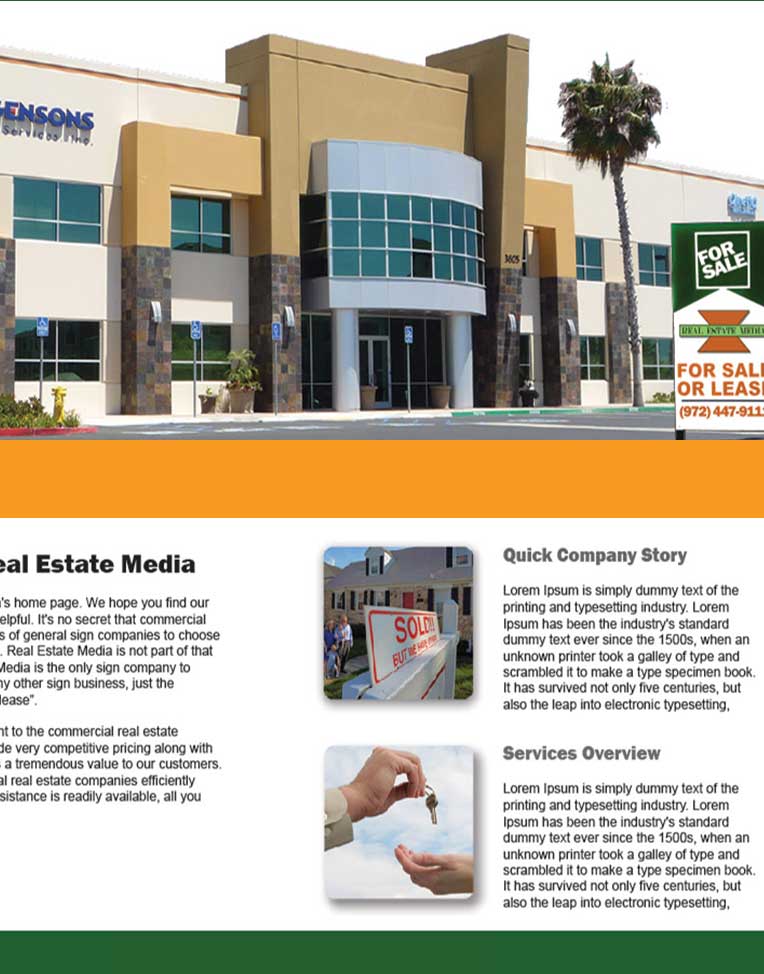 GENSONS
Services Inc.
3605
FOR
SALE
REAL ESTATE MEDIA
FOR SALE
OR LEASE
(972) 447-911
eal Estate Media
's home page. We hope you find our
elpful. It's no secret that commercial
s of general sign companies to choose
. Real Estate Media is not part of that
Media is the only sign company to
ny other sign business, just the
lease”.
nt to the commercial real estate
de very competitive pricing along with
s a tremendous value to our customers.
al real estate companies efficiently
sistance is readily available, all you
SOLD!!
BUT WE HAVE
Quick Company Story
Lorem Ipsum is simply dummy text of the
printing and typesetting industry. Lorem
Ipsum has been the industry's standard
dummy text ever since the 1500s, when an
unknown printer took a galley of type and
scrambled it to make a type specimen book.
It has survived not only five centuries, but
also the leap into electronic typesetting,
Services Overview
Lorem Ipsum is simply dummy text of the
printing and typesetting industry. Lorem
Ipsum has been the industry's standard
dummy text ever since the 1500s, when an
unknown printer took a galley of type and
scrambled it to make a type specimen book.
It has survived not only five centuries, but
also the leap into electronic typesetting,